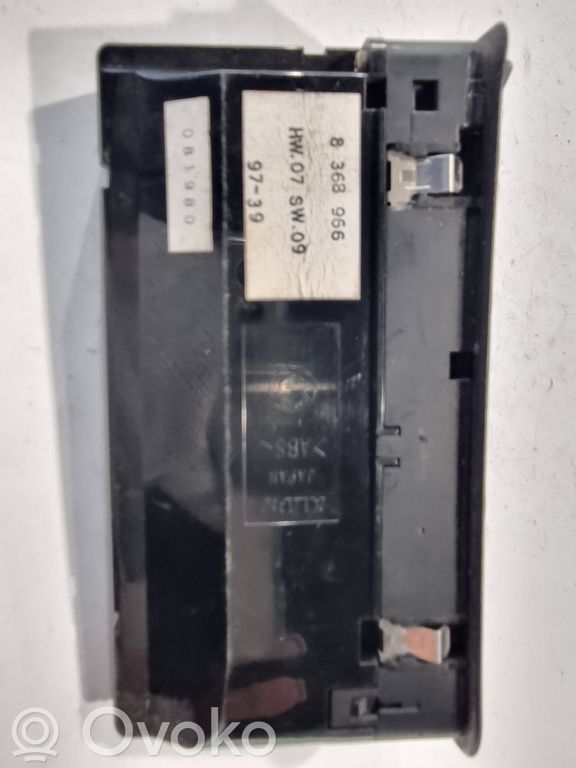 8 368 966
HW.07 SW.09
97-39
081980
>ABS<
JAPAN
Ovoko